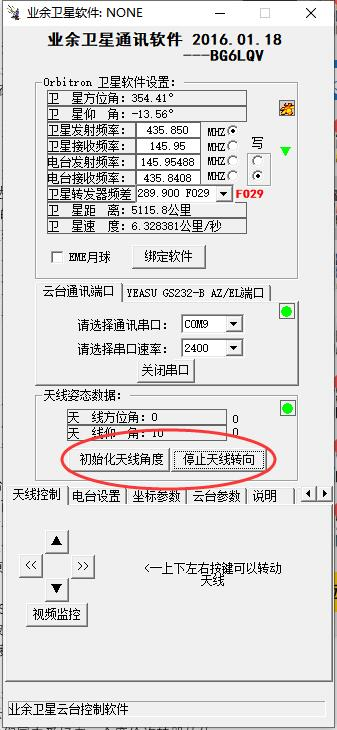 业余卫星软件: NONE
业余卫星通讯软件 2016.01.18
---BG6LQV
Orbitron 卫星软件设置:
卫 星方位角: 354.41°
卫 星仰 角: -13.56°
卫星发射频率: 435.850 MHZ
卫星接收频率: 145.95 MHZ 写
电台发射频率: 145.95488 MHZ
电台接收频率: 435.8408 MHZ
卫星转发器频差 289.900 FO29 FO29
卫 星距 离: 5115.8公里
卫 星速 度: 6.328381公里/秒
EME月球 绑定软件
云台通讯端口 YEASU GS232-B AZ/EL端口
请选择通讯串口: COM9
请选择串口速率: 2400
关闭串口
天线姿态数据:
天 线方位角: 0 0
天 线仰 角: 10 0
初始化天线角度 停止天线转向
天线控制 电台设置 坐标参数 云台参数 说明
<< >>
<—上下左右按键可以转动
天线
视频监控
业余卫星云台控制软件